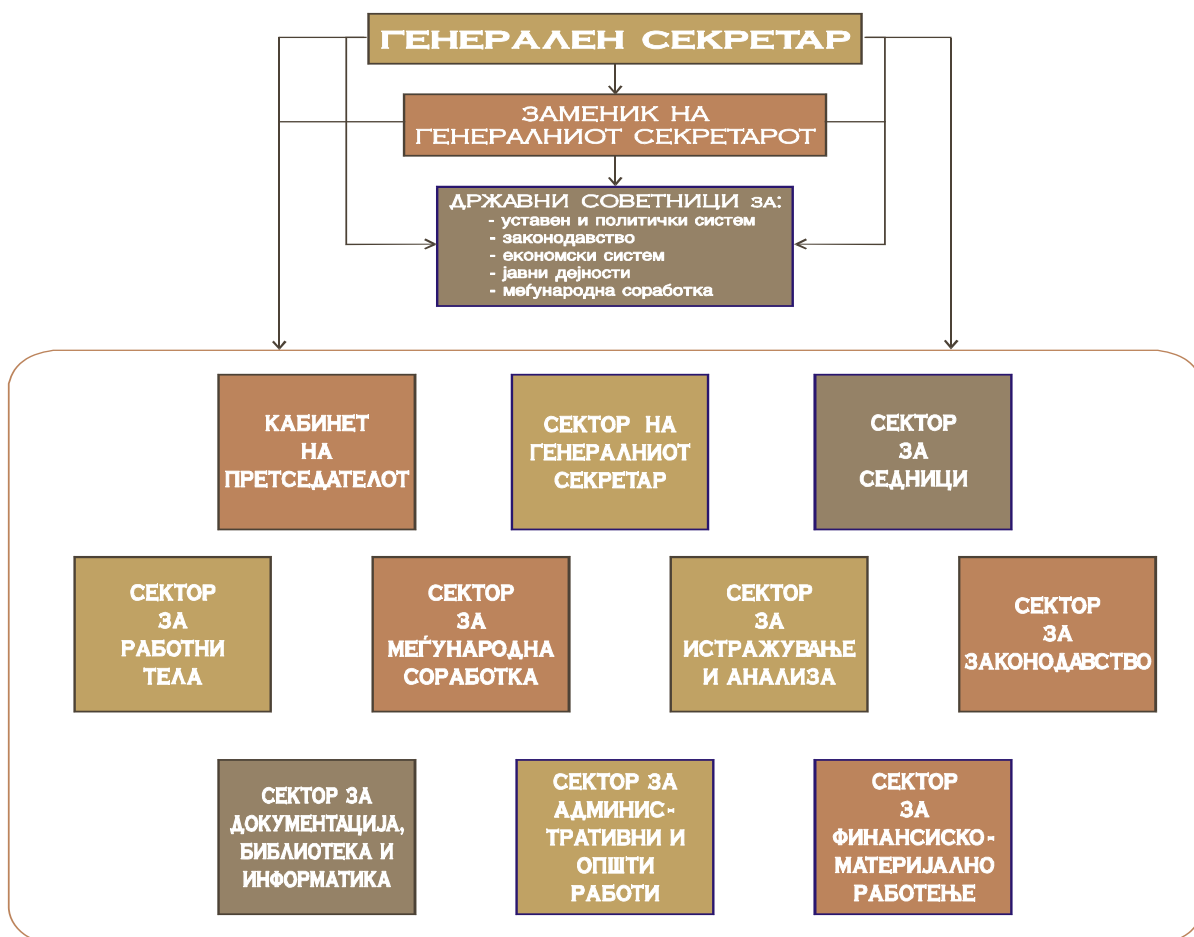 ГЕНЕРАЛЕН СЕКРЕТАР
ЗАМЕНИК НА
ГЕНЕРАЛНИОТ СЕКРЕТАРОТ
ДРЖАВНИ СОВЕТНИЦИ ЗА:
- уставен и политички систем
- законодавство
- економски систем
- јавни дејности
- меѓународна соработка
КАБИНЕТ
НА
ПРЕТСЕДАТЕЛОТ
СЕКТОР НА
ГЕНЕРАЛНИОТ
СЕКРЕТАР
СЕКТОР
ЗА
СЕДНИЦИ
СЕКТОР
ЗА
РАБОТНИ
ТЕЛА
СЕКТОР
ЗА
МЕЃУНАРОДНА
СОРАБОТКА
СЕКТОР
ЗА
ИСТРАЖУВАЊЕ
И АНАЛИЗА
СЕКТОР
ЗА
ЗАКОНОДАВСТВО
СЕКТОР ЗА
ДОКУМЕНТАЦИЈА,
БИБЛИОТЕКА И
ИНФОРМАТИКА
СЕКТОР ЗА
АДМИНИС-
ТРАТИВНИ И
ОПШТИ
РАБОТИ
СЕКТОР
ЗА
ФИНАНСИСКО-
МАТЕРИЈАЛНО
РАБОТЕЊЕ